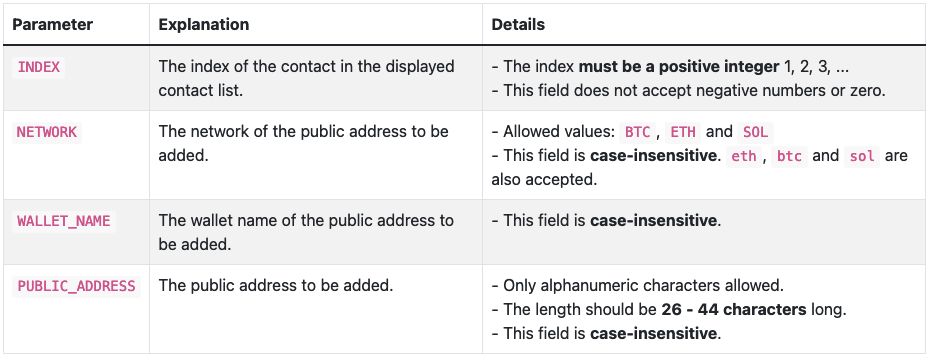 Parameter Explanation Details
INDEX The index of the contact in the displayed contact list.
- The index must be a positive integer 1, 2, 3, ...
- This field does not accept negative numbers or zero.
NETWORK The network of the public address to be added.
- Allowed values: BTC , ETH and SOL
- This field is case-insensitive. eth , btc and sol are also accepted.
WALLET_NAME The wallet name of the public address to be added.
- This field is case-insensitive.
PUBLIC_ADDRESS The public address to be added.
- Only alphanumeric characters allowed.
- The length should be 26 - 44 characters long.
- This field is case-insensitive.